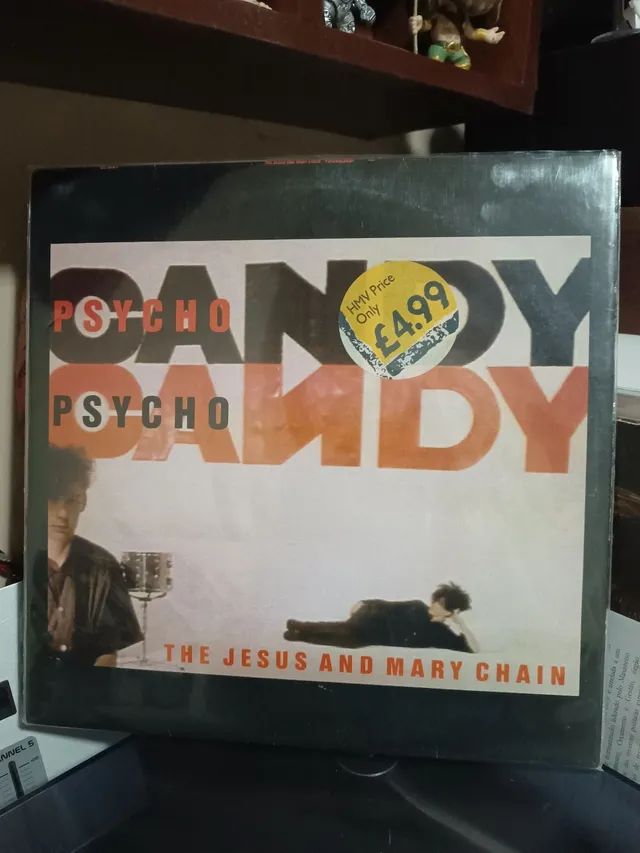 CANDY
PSYCHO
HMV Price
Only
£4.99
CANDY
PSYCHO
THE JESUS AND MARY CHAIN